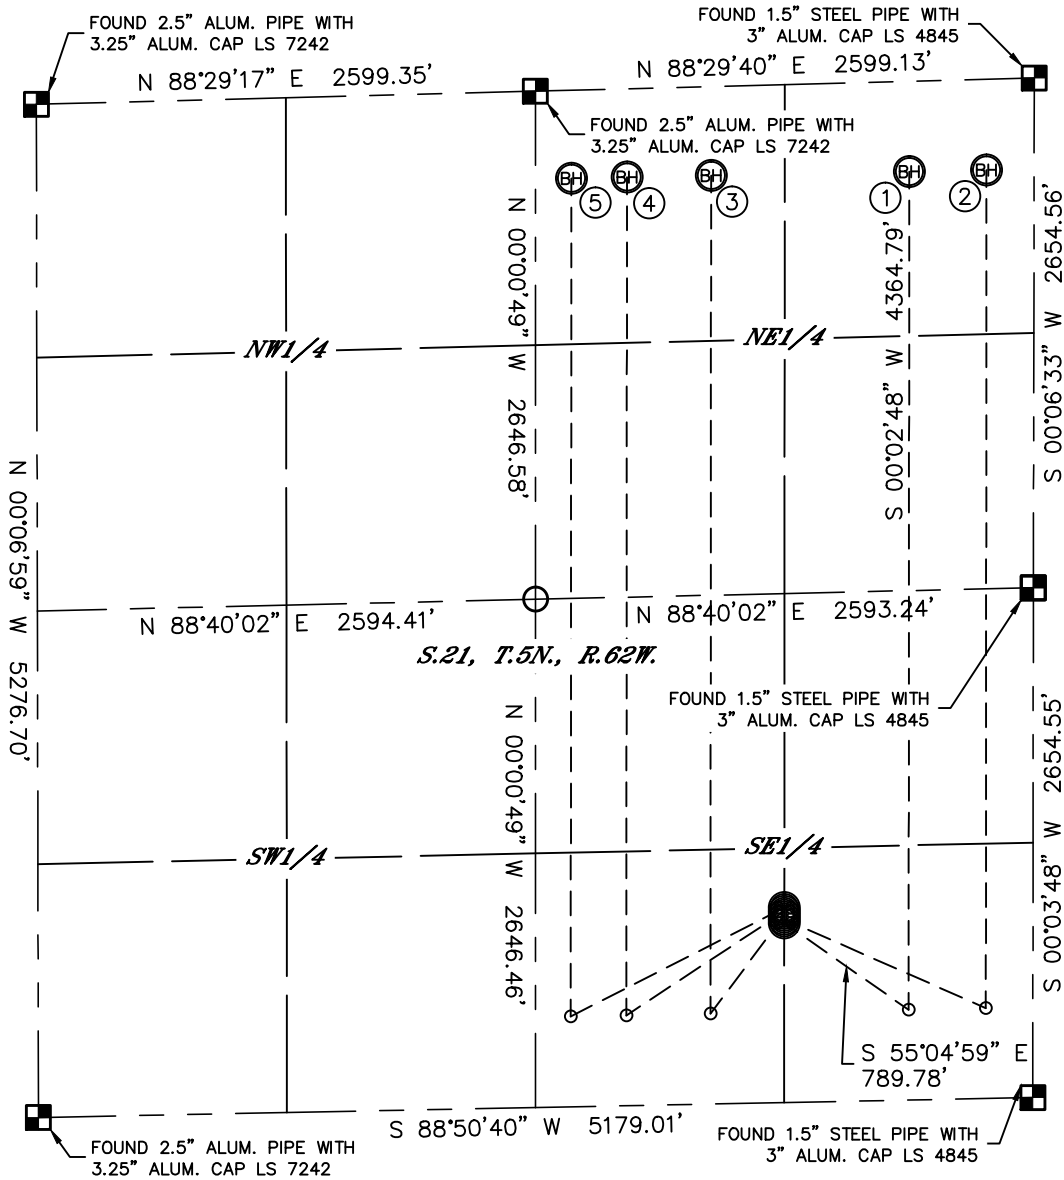 FOUND 2.5" ALUM. PIPE WITH
3.25" ALUM. CAP LS 7242
FOUND 1.5" STEEL PIPE WITH
3" ALUM. CAP LS 4845
N 88°29'17" E 2599.35'
N 88°29'40" E 2599.13'
FOUND 2.5" ALUM. PIPE WITH
3.25" ALUM. CAP LS 7242
BH
BH
BH
BH
BH
5
4
3
1
2
N 00°00'49" W 2646.58'
S 00°02'48" W 4364.79'
S 00°06'33" W 2654.56'
NW1/4
NE1/4
N 00°06'59" W 5276.70'
N 88°40'02" E 2594.41'
N 88°40'02" E 2593.24'
S.21, T.5N., R.62W.
FOUND 1.5" STEEL PIPE WITH
3" ALUM. CAP LS 4845
N 00°00'49" W 2646.46'
S 00°03'48" W 2654.55'
SW1/4
SE1/4
S 55°04'59" E
789.78'
S 88°50'40" W 5179.01'
FOUND 2.5" ALUM. PIPE WITH
3.25" ALUM. CAP LS 7242
FOUND 1.5" STEEL PIPE WITH
3" ALUM. CAP LS 4845